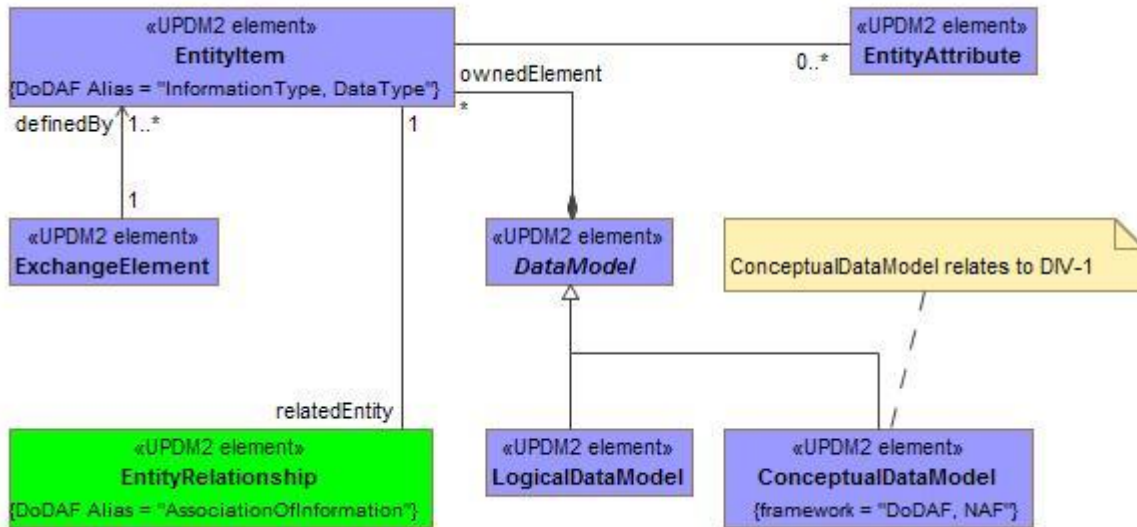 «UPDM2 element»
EntityItem
{DoDAF Alias = "InformationType, DataType"}
«UPDM2 element»
EntityAttribute
0..*
ownedElement
*
definedBy
1..*
1
1
«UPDM2 element»
ExchangeElement
«UPDM2 element»
DataModel
ConceptualDataModel relates to DIV-1
relatedEntity
«UPDM2 element»
EntityRelationship
{DoDAF Alias = "AssociationOfInformation"}
«UPDM2 element»
LogicalDataModel
«UPDM2 element»
ConceptualDataModel
{framework = "DoDAF, NAF"}